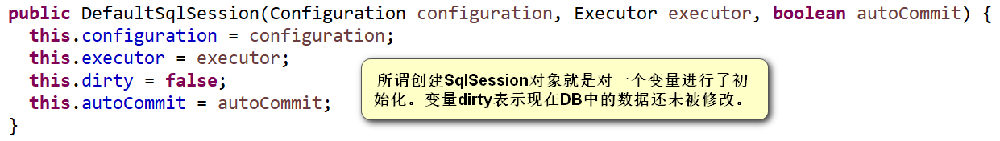 public DefaultSqlSession(Configuration configuration, Executor executor, boolean autoCommit) {
this.configuration = configuration;
this.executor = executor;
this.dirty = false;
this.autoCommit = autoCommit;
}
所谓创建SqlSession对象就是对一个变量进行了初
始化。变量dirty表示现在DB中的数据还未被修改。